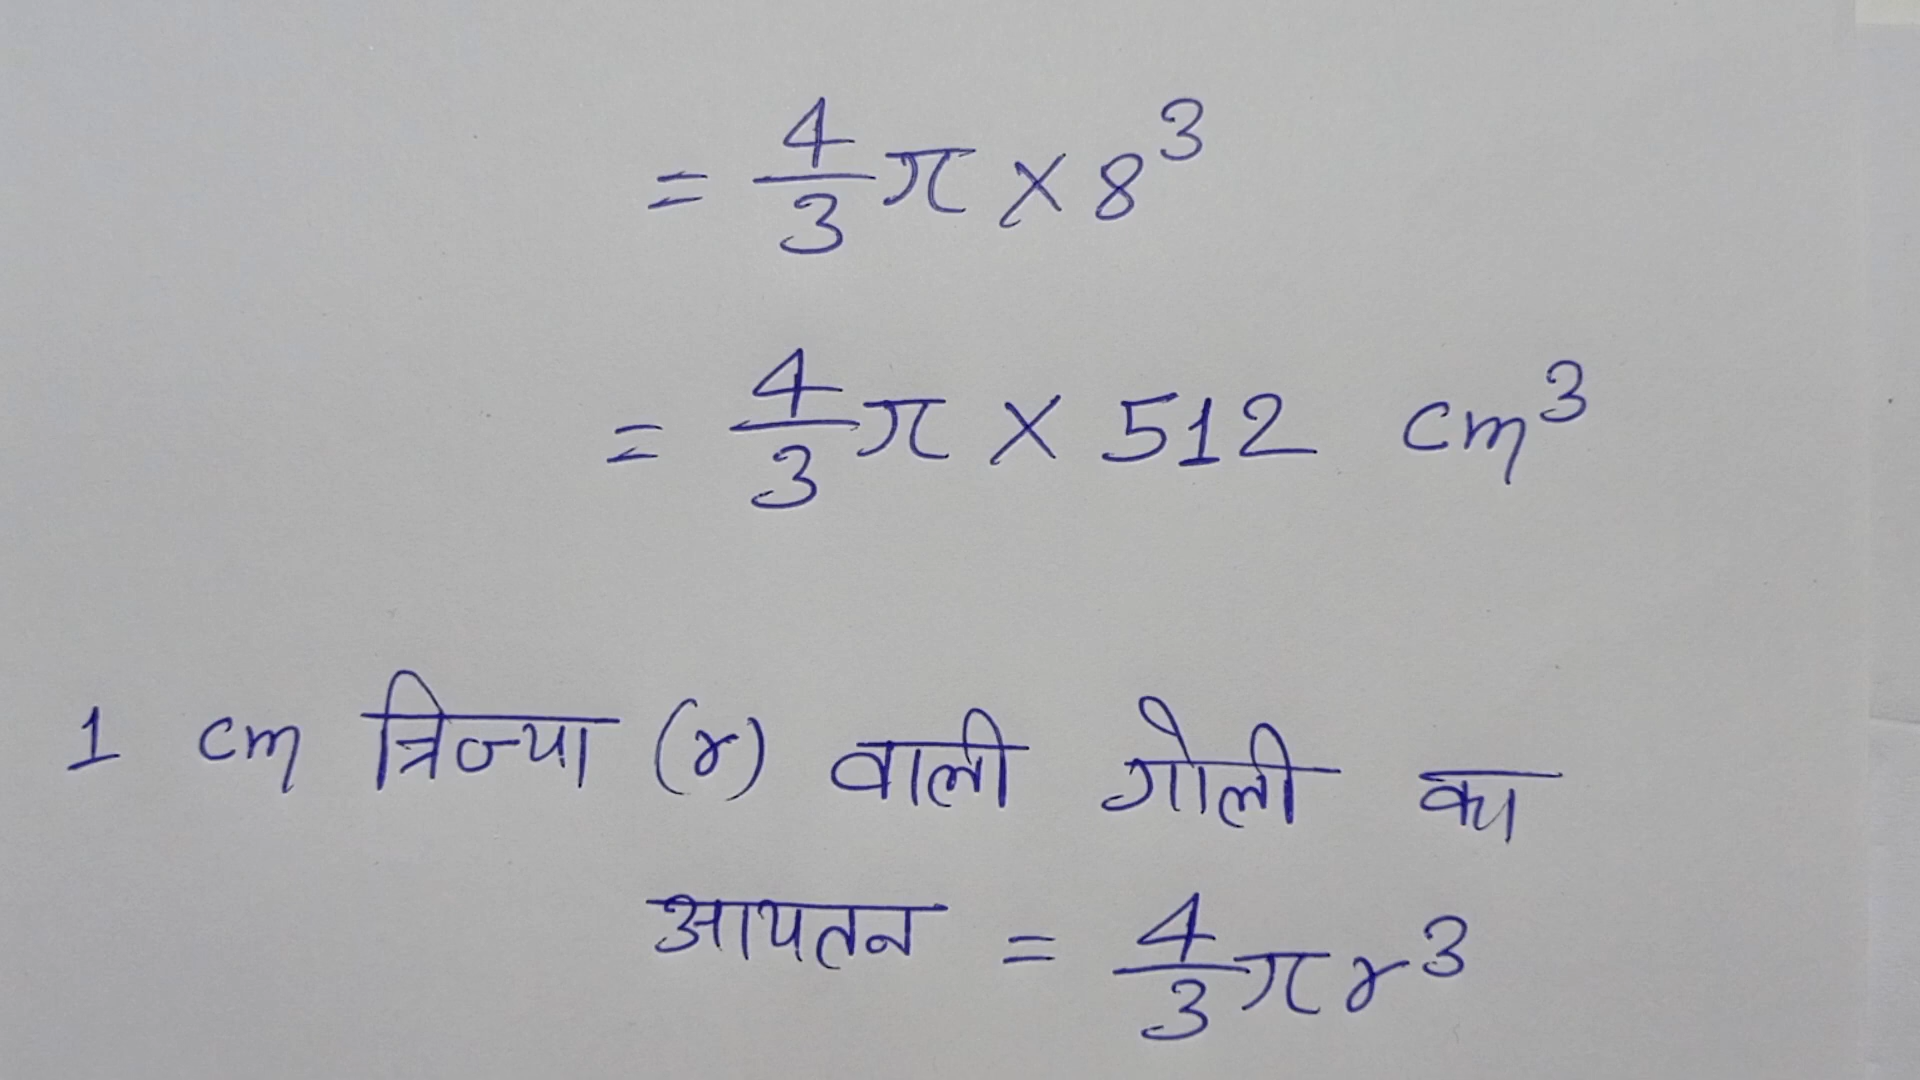 = 4/3 π × 8³
= 4/3 π × 512 cm³
1 cm त्रिज्या (r) वाली गोली का
आयतन = 4/3 π r³